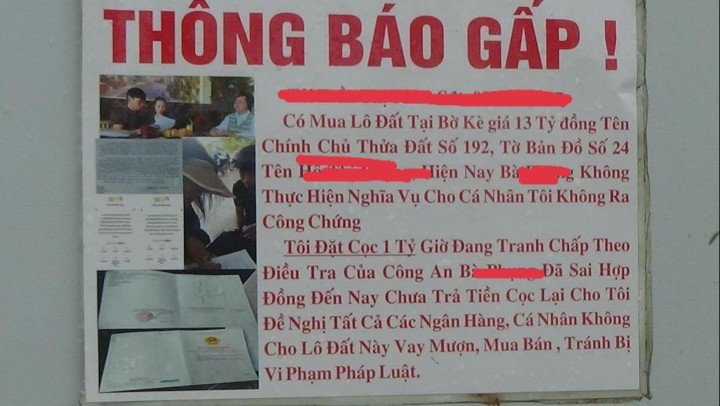 THÔNG BÁO GẤP !
Có Mua Lô Đất Tại Bờ Kè giá 13 Tỷ đồng Tên
Chính Chủ Thửa Đất Số 192, Tờ Bản Đồ Số 24
Tên Hiện Nay Bà Không
Thực Hiện Nghĩa Vụ Cho Cá Nhân Tôi Không Ra
Công Chứng
Tôi Đặt Cọc 1 Tỷ Giờ Đang Tranh Chấp Theo
Điều Tra Của Công An Bà Đã Sai Hợp
Đồng Đến Nay Chưa Trả Tiền Cọc Lại Cho Tôi
Đề Nghị Tất Cả Các Ngân Hàng, Cá Nhân Không
Cho Lô Đất Này Vay Mượn, Mua Bán , Tránh Bị
Vi Phạm Pháp Luật.